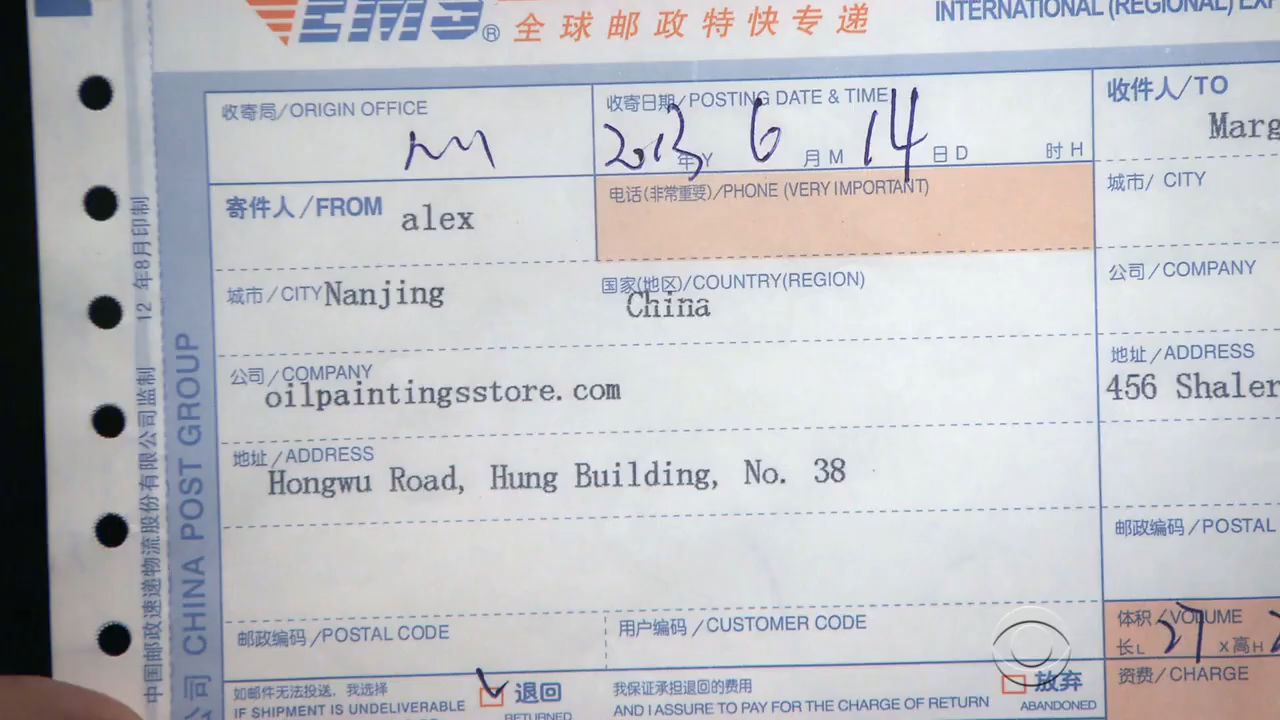 EMS® 全球邮政特快专递
INTERNATIONAL (REGIONAL) EXP
收寄局/ORIGIN OFFICE
收寄日期/POSTING DATE & TIME
2013 年Y 6 月M 14 日D 时H
寄件人/FROM alex
电话(非常重要)/PHONE (VERY IMPORTANT)
城市/CITY Nanjing
国家(地区)/COUNTRY(REGION)
China
公司/COMPANY
oilpaintingsstore.com
地址/ADDRESS
Hongwu Road, Hung Building, No. 38
邮政编码/POSTAL CODE
用户编码/CUSTOMER CODE
如邮件无法投送，我选择
IF SHIPMENT IS UNDELIVERABLE
退回
RETURNED
我保证承担退回的费用
AND I ASSURE TO PAY FOR THE CHARGE OF RETURN
放弃
ABANDONED
收件人/TO
Marg
城市/ CITY
公司/COMPANY
地址/ADDRESS
456 Shaler
邮政编码/POSTAL
体积/VOLUME
长L 27 x高H
资费/CHARGE
公司 CHINA POST GROUP
中国邮政速递物流股份有限公司监制 12 年8月印制